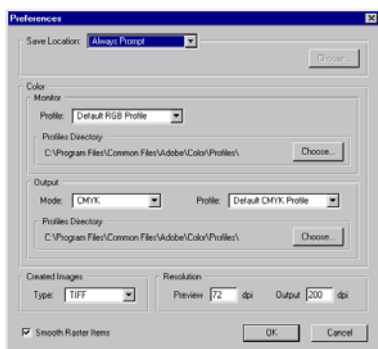 Preferences
Save Location: Always Prompt
Choose...
Color
Monitor
Profile: Default RGB Profile
Profiles Directory
C:\Program Files\Common Files\Adobe\Color\Profiles\ Choose...
Output
Mode: CMYK Profile: Default CMYK Profile
Profiles Directory
C:\Program Files\Common Files\Adobe\Color\Profiles\ Choose...
Created Images Resolution
Type: TIFF Preview 72 dpi Output 200 dpi
Smooth Raster Items OK Cancel